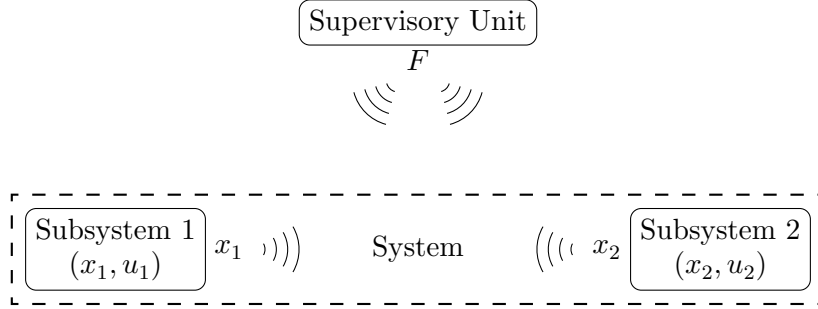 Supervisory Unit
F
Subsystem 1
(x₁, u₁)
x₁
System
x₂
Subsystem 2
(x₂, u₂)